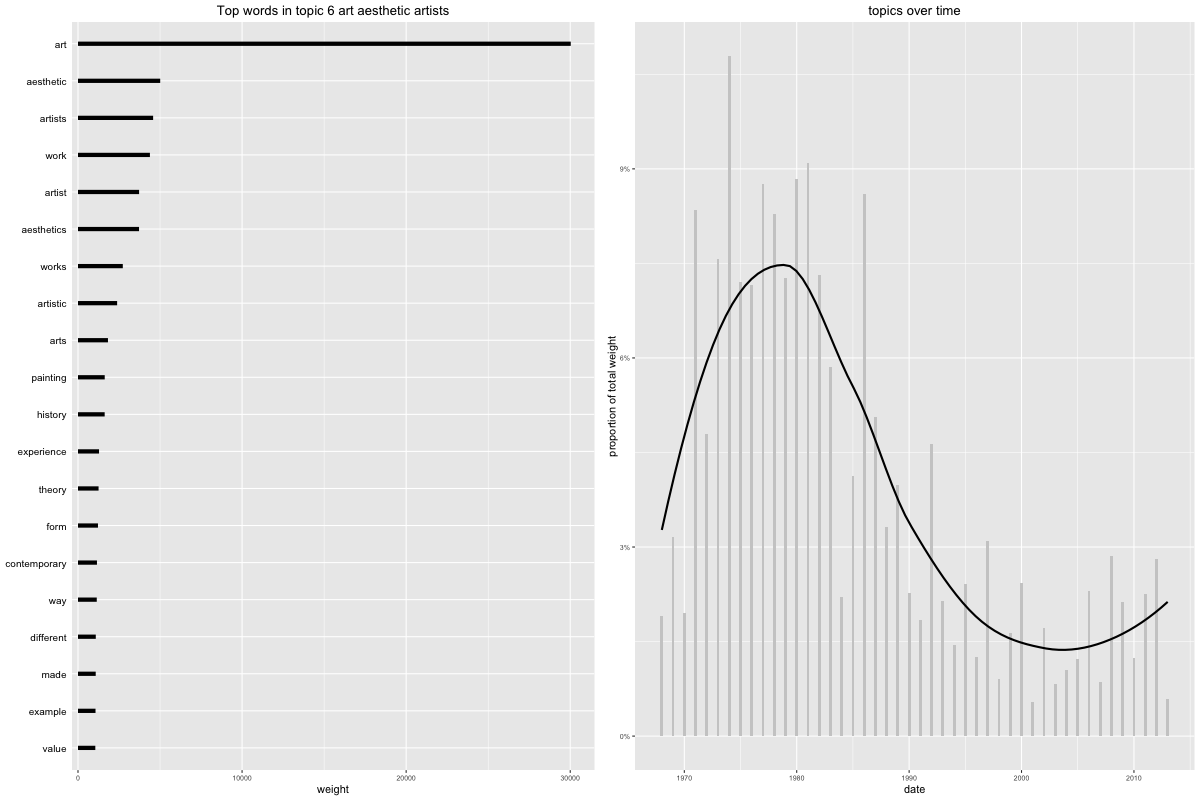 Top words in topic 6 art aesthetic artists
art
aesthetic
artists
work
artist
aesthetics
works
artistic
arts
painting
history
experience
theory
form
contemporary
way
different
made
example
value
0 10000 20000 30000
weight
topics over time
proportion of total weight
9%
6%
3%
0%
1970 1980 1990 2000 2010
date